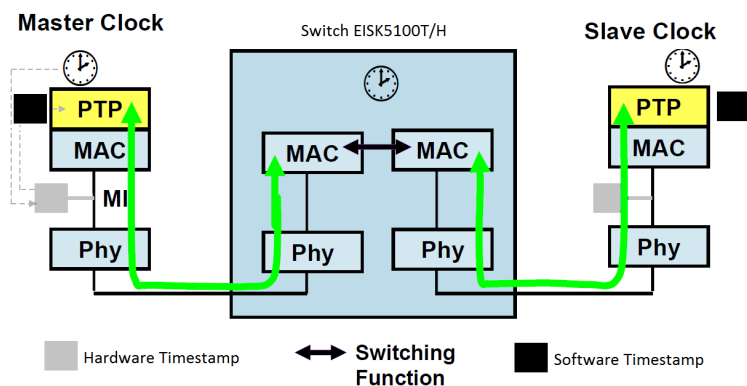 Master Clock
Switch EISK5100T/H
Slave Clock
PTP
PTP
MAC
MAC
MAC
MAC
MI
Phy
Phy
Phy
Phy
Hardware Timestamp
Switching
Function
Software Timestamp